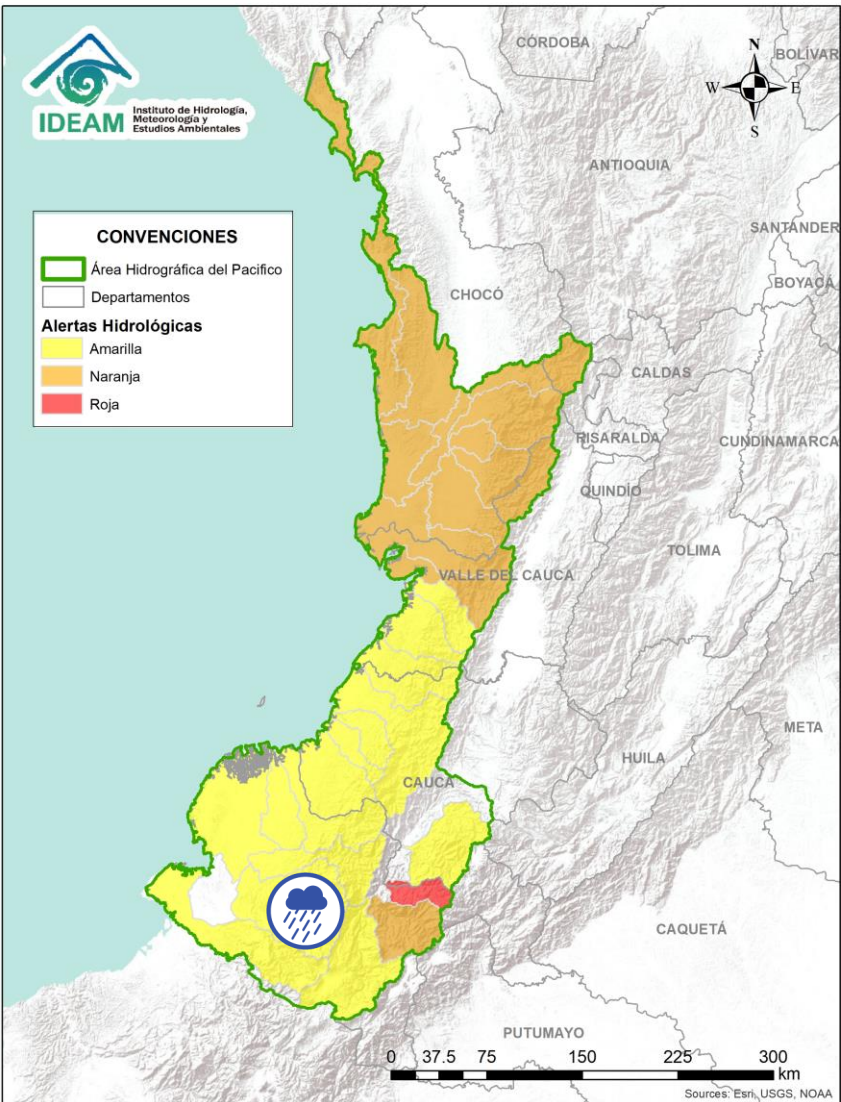 IDEAM
Instituto de Hidrología,
Meteorología y
Estudios Ambientales
CONVENCIONES
Área Hidrográfica del Pacifico
Departamentos
Alertas Hidrológicas
Amarilla
Naranja
Roja
N
W
E
S
CÓRDOBA
BOLÍVAR
ANTIOQUIA
SANTANDER
BOYACÁ
CHOCÓ
CALDAS
RISARALDA
CUNDINAMARCA
QUINDÍO
TOLIMA
VALLE DEL CAUCA
META
HUILA
CAUCA
CAQUETÁ
PUTUMAYO
0 37.5 75 150 225 300
km
Sources: Esri, USGS, NOAA